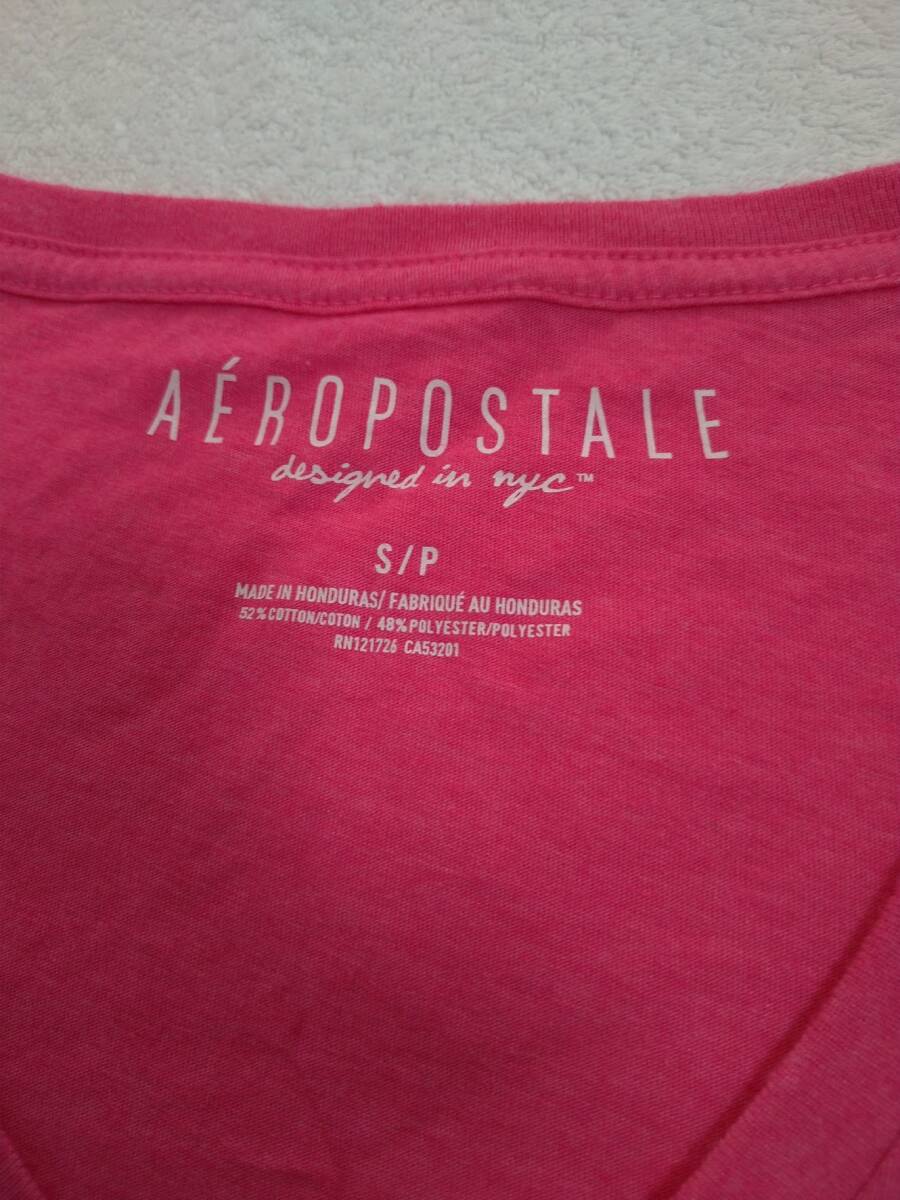 AÉROPOSTALE
designed in nyc™
S/P
MADE IN HONDURAS/ FABRIQUÉ AU HONDURAS
52%COTTON/COTON / 48%POLYESTER/POLYESTER
RN121726 CA53201